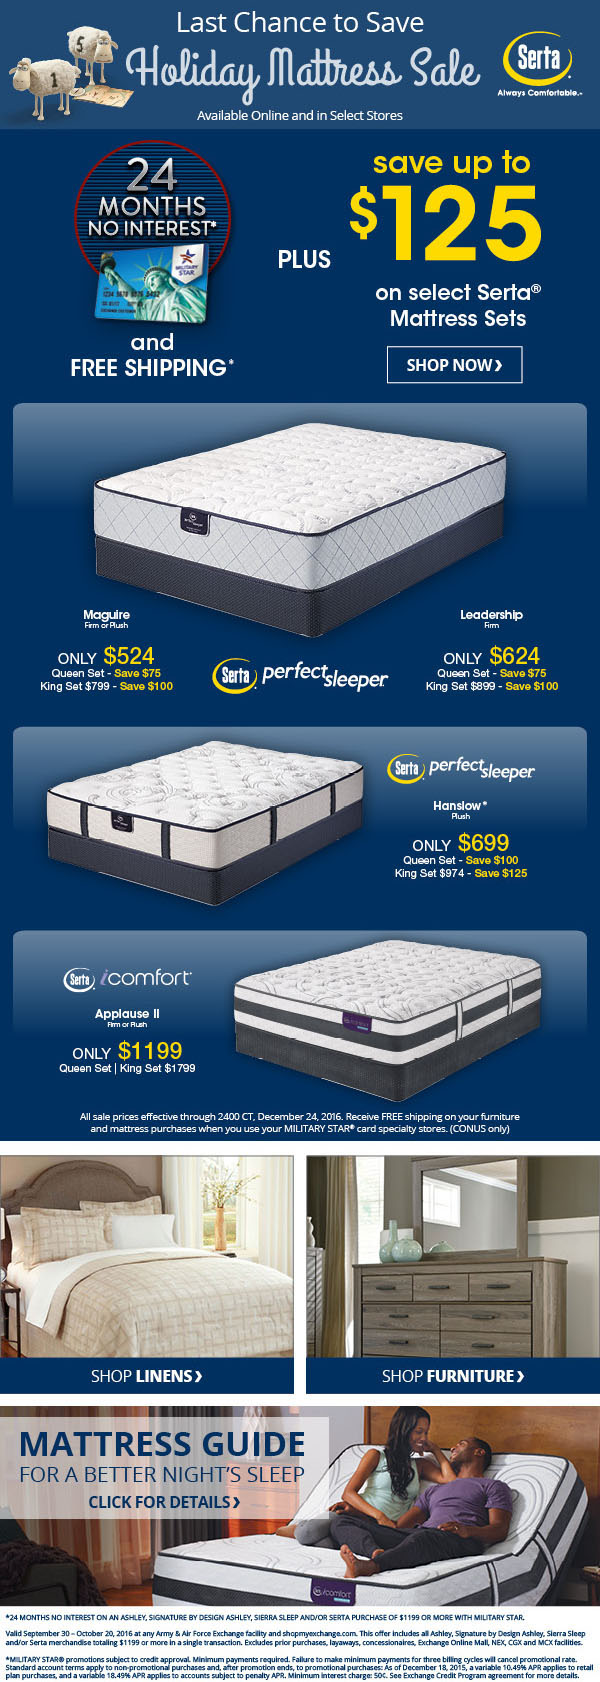 Last Chance to Save
Holiday Mattress Sale
Available Online and in Select Stores
Serta
Always Comfortable.™
5
1
24
MONTHS
NO INTEREST*
MILITARY
STAR
and
FREE SHIPPING*
PLUS
save up to
$125
on select Serta®
Mattress Sets
SHOP NOW ›
Maguire
Firm or Plush
ONLY $524
Queen Set - Save $75
King Set $799 - Save $100
Serta perfect sleeper
Leadership
Firm
ONLY $624
Queen Set - Save $75
King Set $899 - Save $100
Serta perfect sleeper
Hanslow*
Plush
ONLY $699
Queen Set - Save $100
King Set $974 - Save $125
Serta icomfort
Applause II
Firm or Plush
ONLY $1199
Queen Set | King Set $1799
All sale prices effective through 2400 CT, December 24, 2016. Receive FREE shipping on your furniture
and mattress purchases when you use your MILITARY STAR® card specialty stores. (CONUS only)
SHOP LINENS ›
SHOP FURNITURE ›
MATTRESS GUIDE
FOR A BETTER NIGHT'S SLEEP
CLICK FOR DETAILS ›
icomfort
*24 MONTHS NO INTEREST ON AN ASHLEY, SIGNATURE BY DESIGN ASHLEY, SIERRA SLEEP AND/OR SERTA PURCHASE OF $1199 OR MORE WITH MILITARY STAR.
Valid September 30 – October 20, 2016 at any Army & Air Force Exchange facility and shopmyexchange.com. This offer includes all Ashley, Signature by Design Ashley, Sierra Sleep
and/or Serta merchandise totaling $1199 or more in a single transaction. Excludes prior purchases, layaways, concessionaires, Exchange Online Mall, NEX, CGX and MCX facilities.
*MILITARY STAR® promotions subject to credit approval. Minimum payments required. Failure to make minimum payments for three billing cycles will cancel promotional rate.
Standard account terms apply to non-promotional purchases and, after promotion ends, to promotional purchases: As of December 18, 2015, a variable 10.49% APR applies to retail
plan purchases, and a variable 18.49% APR applies to accounts subject to penalty APR. Minimum interest charge: 50¢. See Exchange Credit Program agreement for more details.